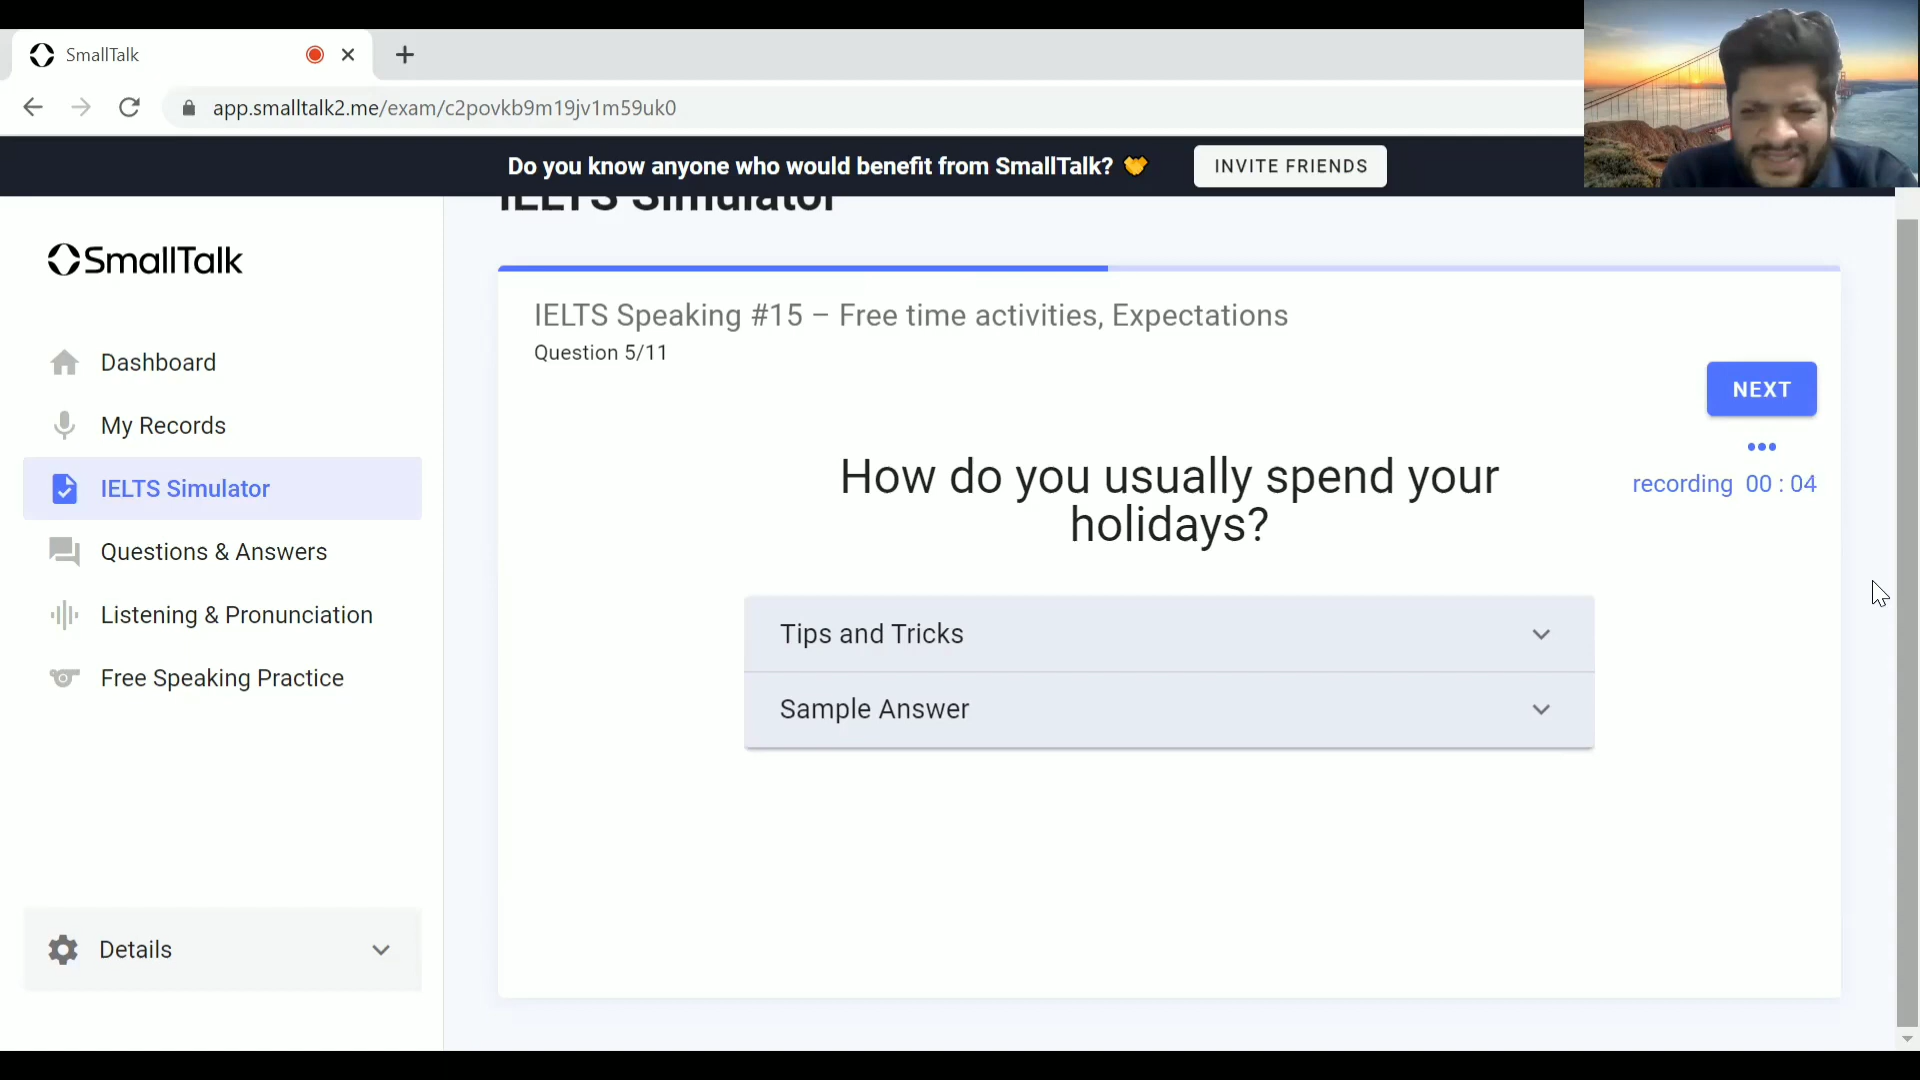 SmallTalk
app.smalltalk2.me/exam/c2povkb9m19jv1m59uk0
Do you know anyone who would benefit from SmallTalk?
INVITE FRIENDS
IELTS Simulator
SmallTalk
Dashboard
My Records
IELTS Simulator
Questions & Answers
Listening & Pronunciation
Free Speaking Practice
Details
IELTS Speaking #15 – Free time activities, Expectations
Question 5/11
NEXT
recording 00 : 04
How do you usually spend your
holidays?
Tips and Tricks
Sample Answer